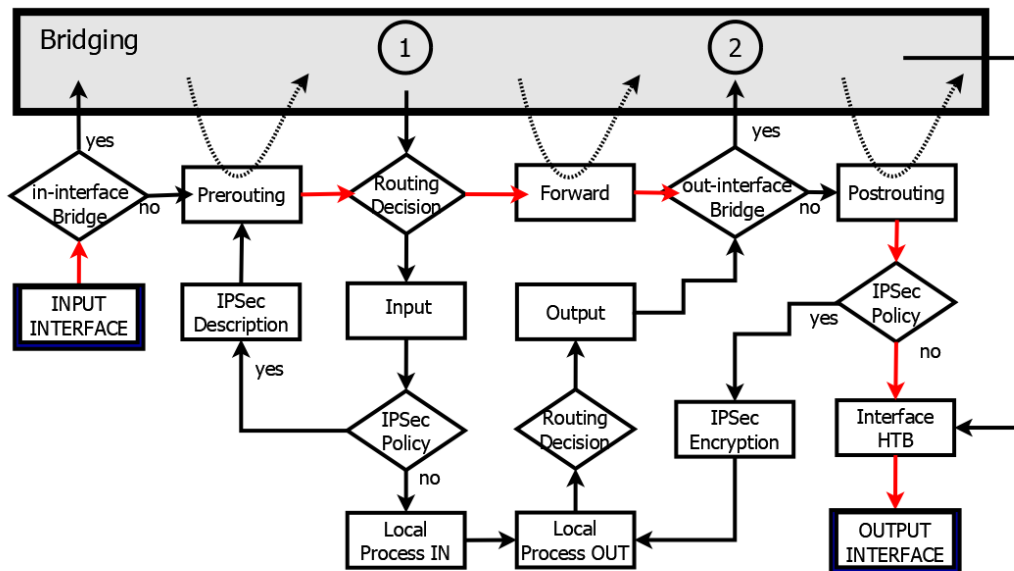 Bridging
1
2
yes
yes
in-interface
Bridge
no
Prerouting
Routing
Decision
Forward
out-interface
Bridge
no
Postrouting
INPUT
INTERFACE
IPSec
Description
Input
Output
IPSec
Policy
yes
no
yes
IPSec
Policy
no
Routing
Decision
IPSec
Encryption
Interface
HTB
Local
Process IN
Local
Process OUT
OUTPUT
INTERFACE